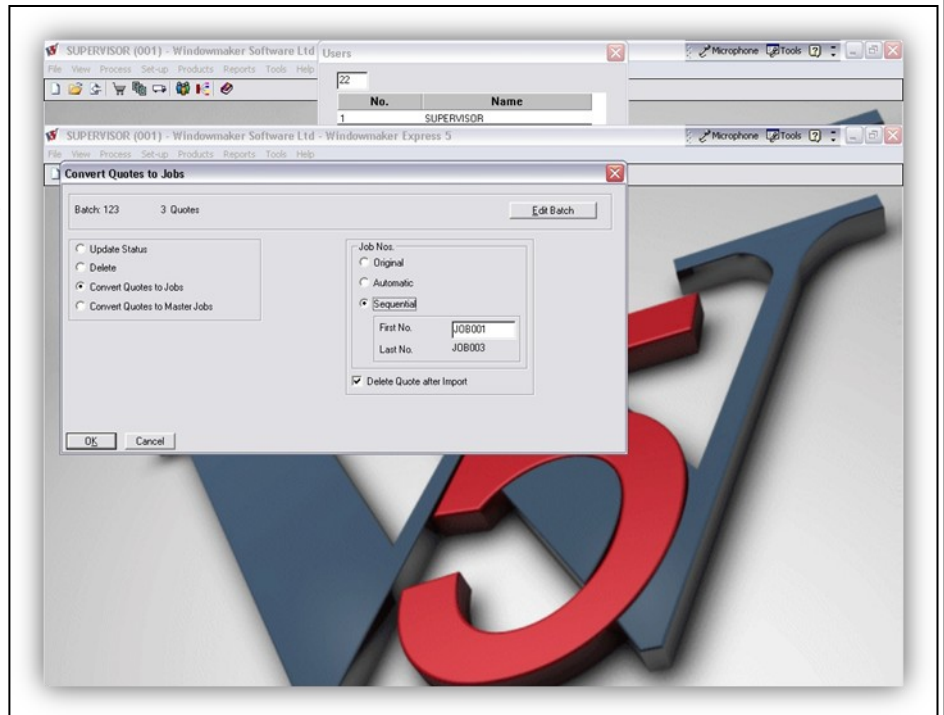 SUPERVISOR (001) - Windowmaker Software Ltd
Users
Microphone Tools
File View Process Set-up Products Reports Tools Help
22
No. Name
1 SUPERVISOR
SUPERVISOR (001) - Windowmaker Software Ltd - Windowmaker Express 5
Microphone Tools
File View Process Set-up Products Reports Tools Help
Convert Quotes to Jobs
Batch: 123 3 Quotes
Edit Batch
Update Status
Delete
Convert Quotes to Jobs
Convert Quotes to Master Jobs
Job Nos.
Original
Automatic
Sequential
First No. JOB001
Last No. JOB003
Delete Quote after Import
OK Cancel
W5